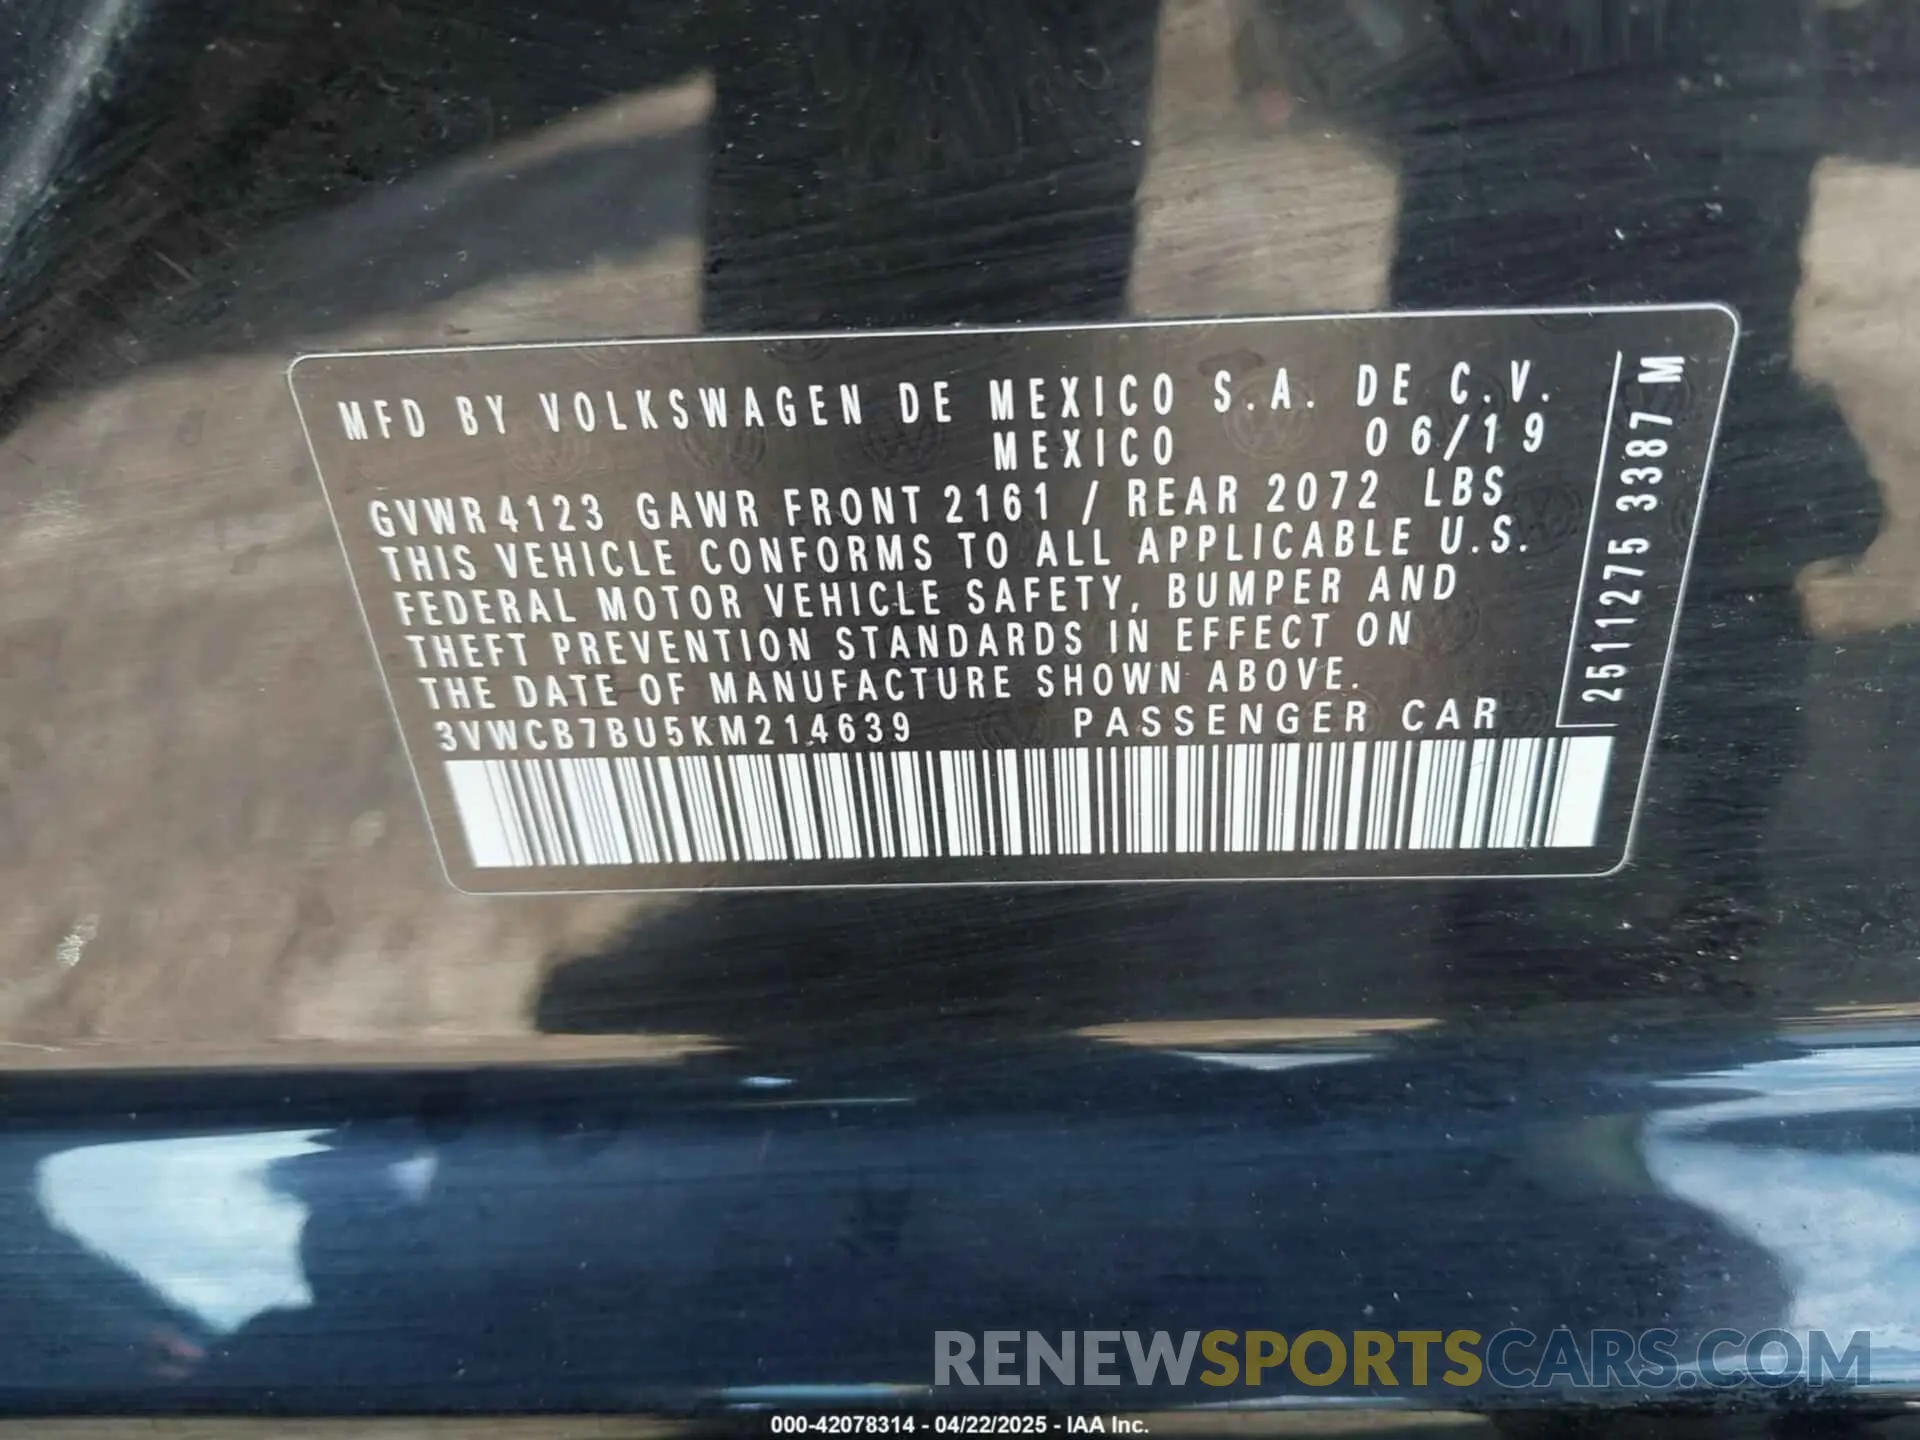 MFD BY VOLKSWAGEN DE MEXICO S.A. DE C.V.
MEXICO 06/19
GVWR 4123 GAWR FRONT 2161 / REAR 2072 LBS
THIS VEHICLE CONFORMS TO ALL APPLICABLE U.S.
FEDERAL MOTOR VEHICLE SAFETY, BUMPER AND
THEFT PREVENTION STANDARDS IN EFFECT ON
THE DATE OF MANUFACTURE SHOWN ABOVE.
3VWCB7BU5KM214639 PASSENGER CAR
2511275 3387 M
RENEWSPORTSCARS.COM
000-42078314 - 04/22/2025 - IAA Inc.